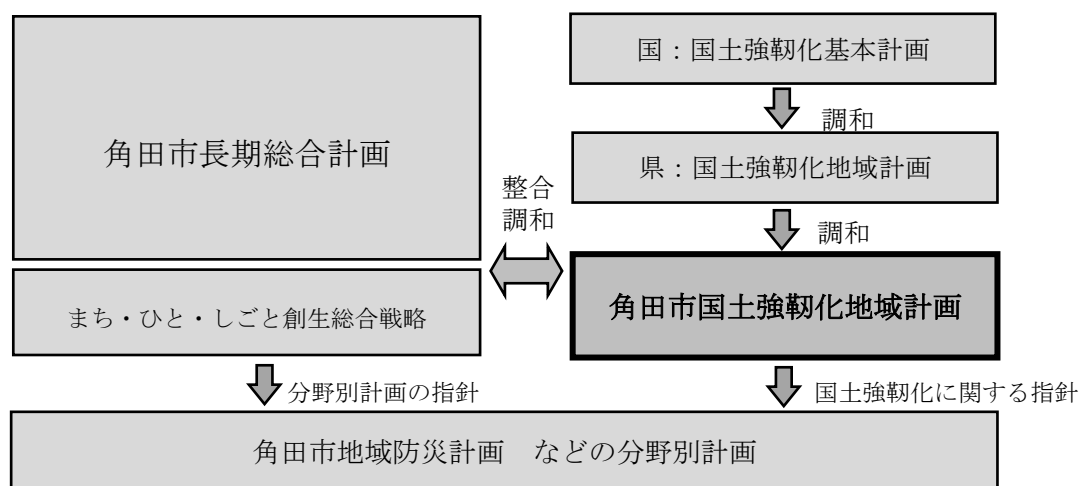 国：国土強靱化基本計画
調和
角田市長期総合計画
県：国土強靱化地域計画
整合
調和
調和
角田市国土強靱化地域計画
まち・ひと・しごと創生総合戦略
分野別計画の指針
国土強靱化に関する指針
角田市地域防災計画　などの分野別計画